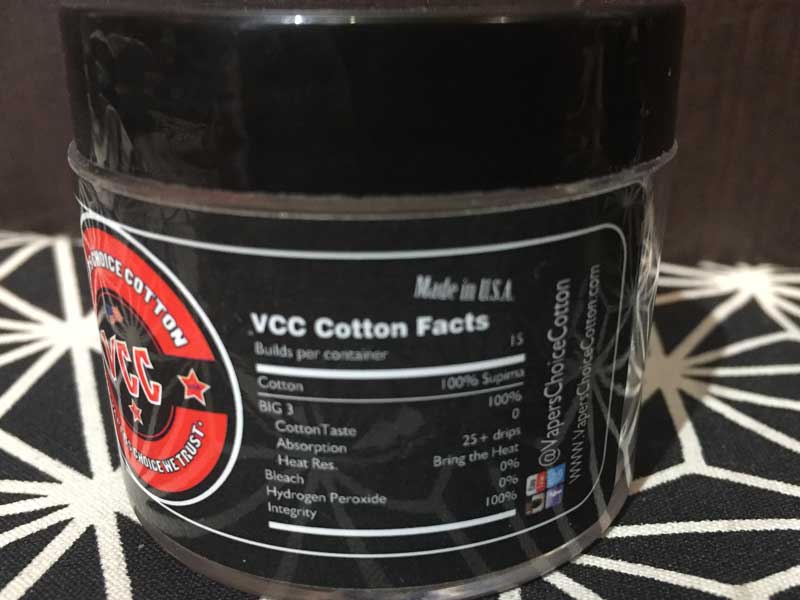 CHOICE COTTON
VCC
CHOICE WE TRUST
Made in U.S.A.
VCC Cotton Facts
Builds per container 15
Cotton 100% Supima
BIG 3 100%
CottonTaste 0
Absorption 25+ drips
Heat Res. Bring the Heat
Bleach 0%
Hydrogen Peroxide 0%
Integrity 100%
@VapersChoiceCotton
www.VapersChoiceCotton.com